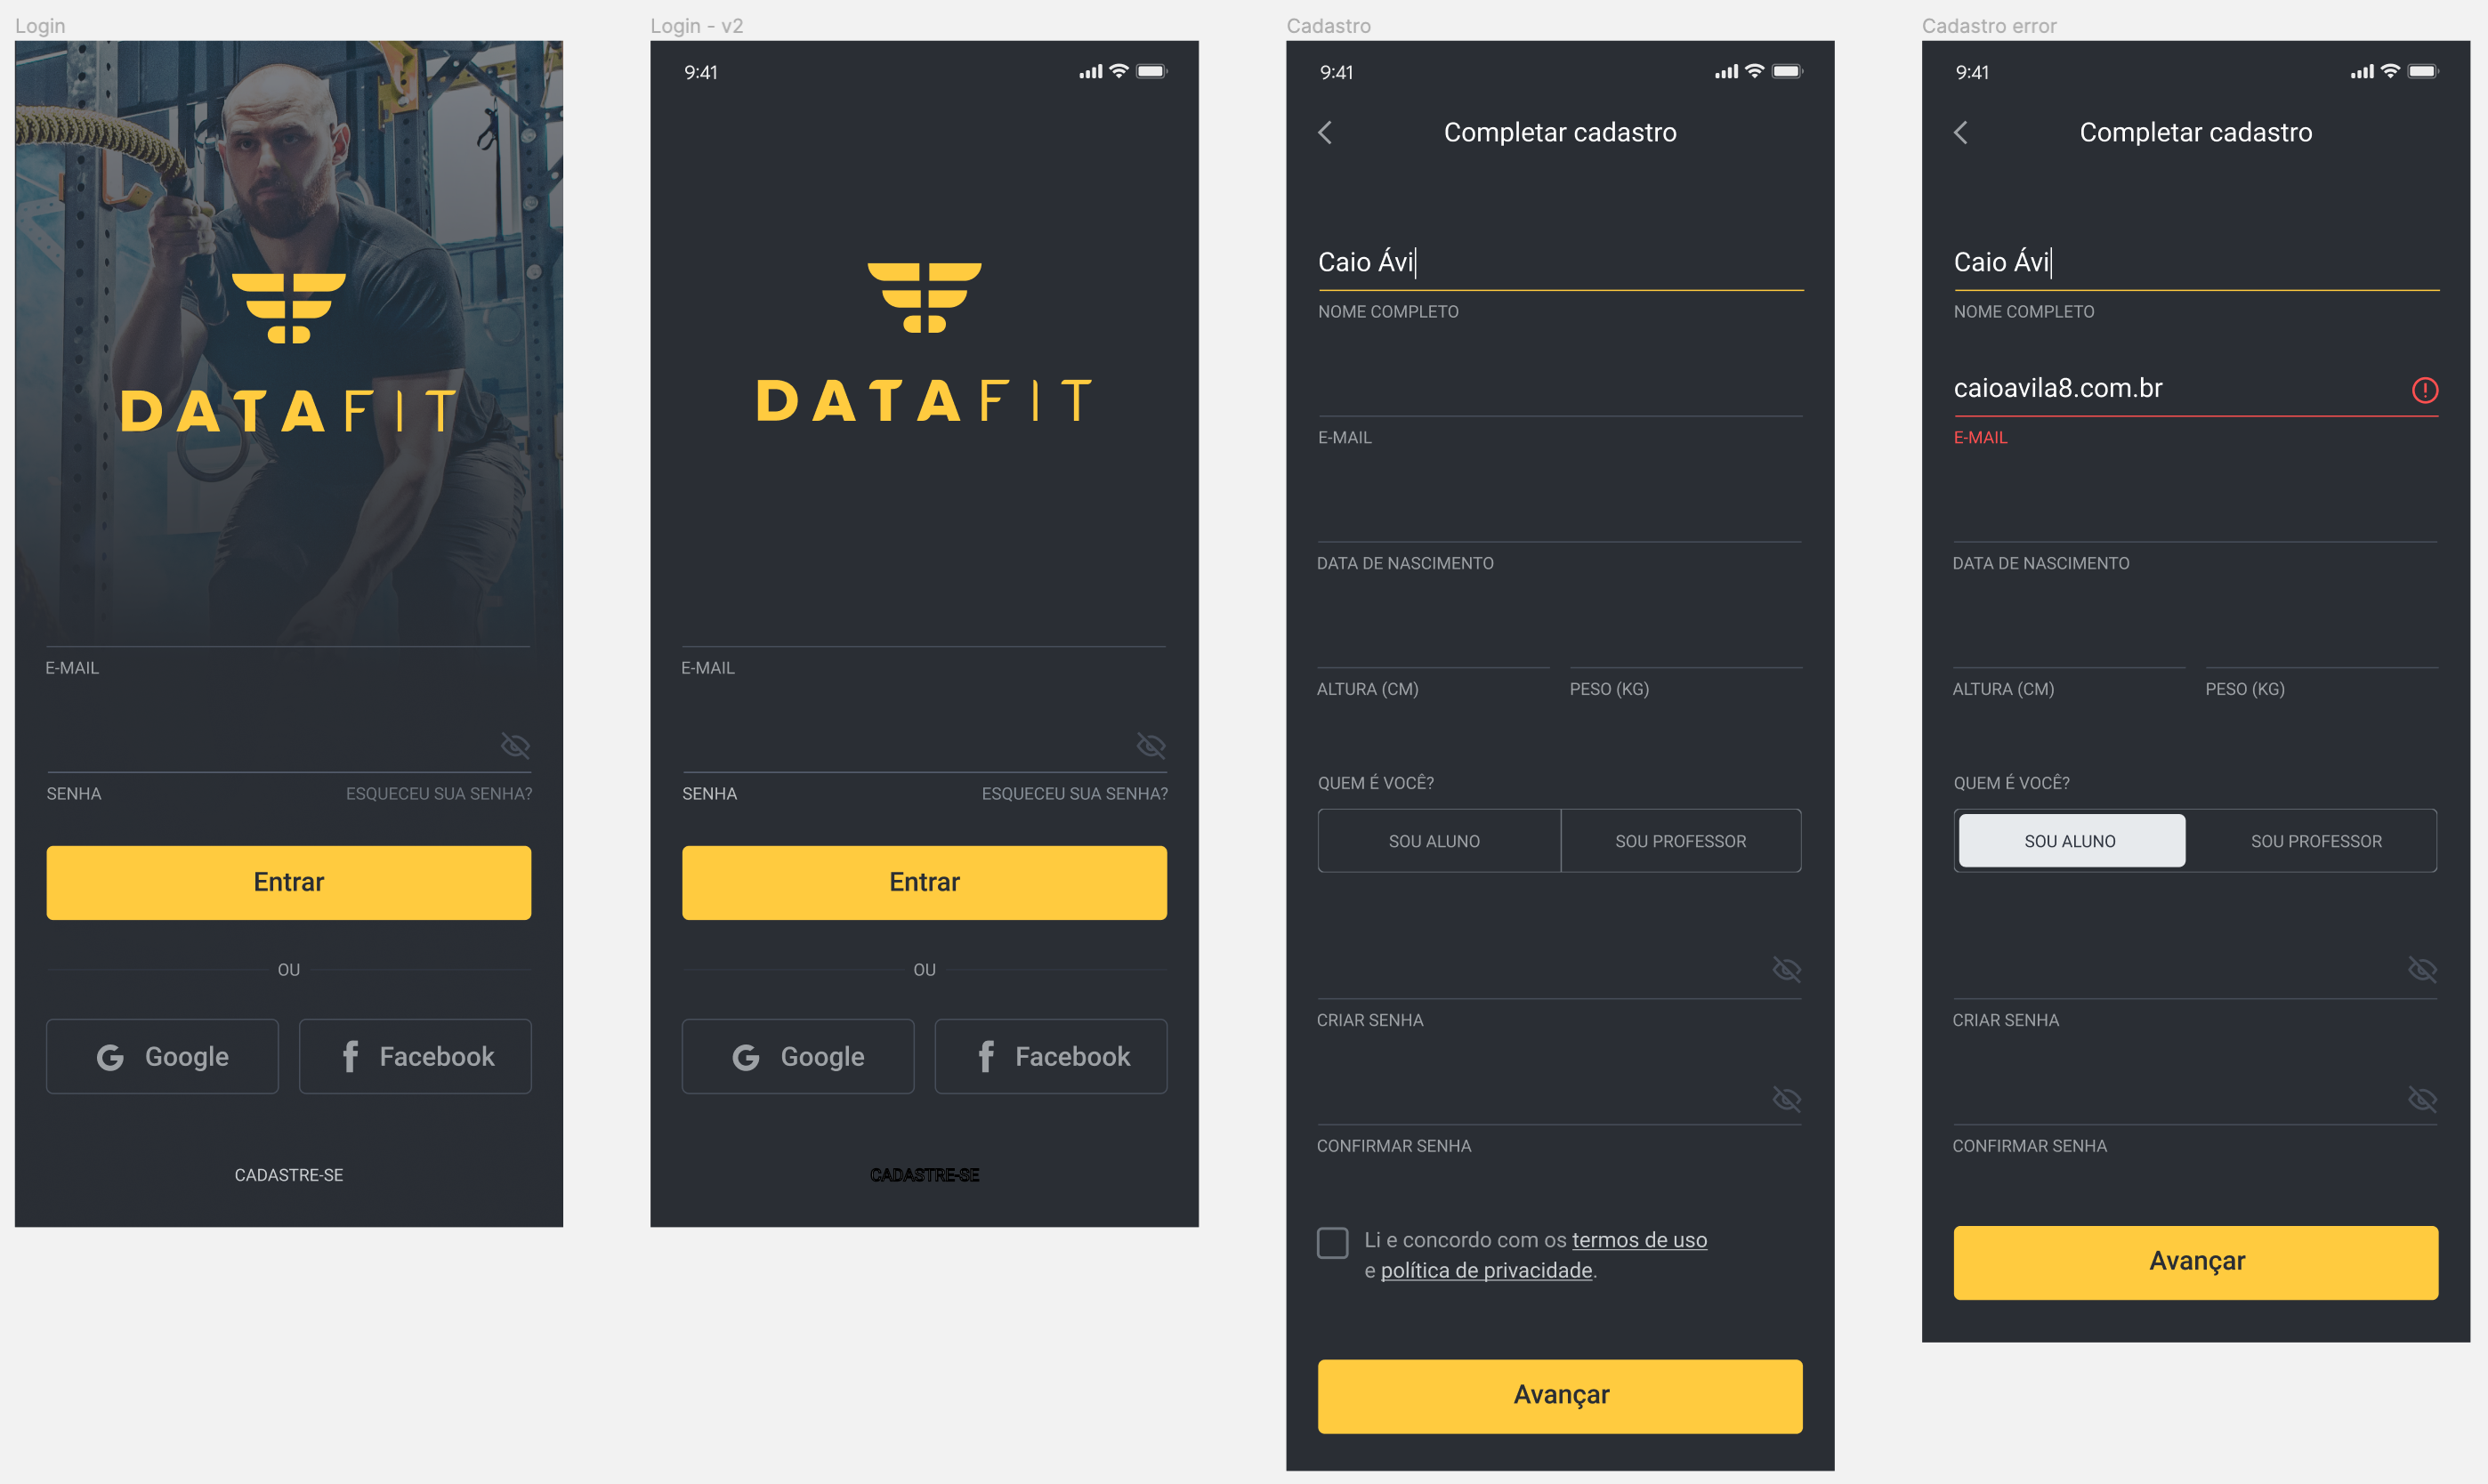 Login
DATAFIT
E-MAIL
SENHA
ESQUECEU SUA SENHA?
Entrar
OU
Google
Facebook
CADASTRE-SE
Login - v2
9:41
DATAFIT
E-MAIL
SENHA
ESQUECEU SUA SENHA?
Entrar
OU
Google
Facebook
CADASTRE-SE
Cadastro
9:41
Completar cadastro
Caio Ávi
NOME COMPLETO
E-MAIL
DATA DE NASCIMENTO
ALTURA (CM)
PESO (KG)
QUEM É VOCÊ?
SOU ALUNO
SOU PROFESSOR
CRIAR SENHA
CONFIRMAR SENHA
Li e concordo com os termos de uso
e política de privacidade.
Avançar
Cadastro error
9:41
Completar cadastro
Caio Ávi
NOME COMPLETO
caioavila8.com.br
E-MAIL
DATA DE NASCIMENTO
ALTURA (CM)
PESO (KG)
QUEM É VOCÊ?
SOU ALUNO
SOU PROFESSOR
CRIAR SENHA
CONFIRMAR SENHA
Avançar